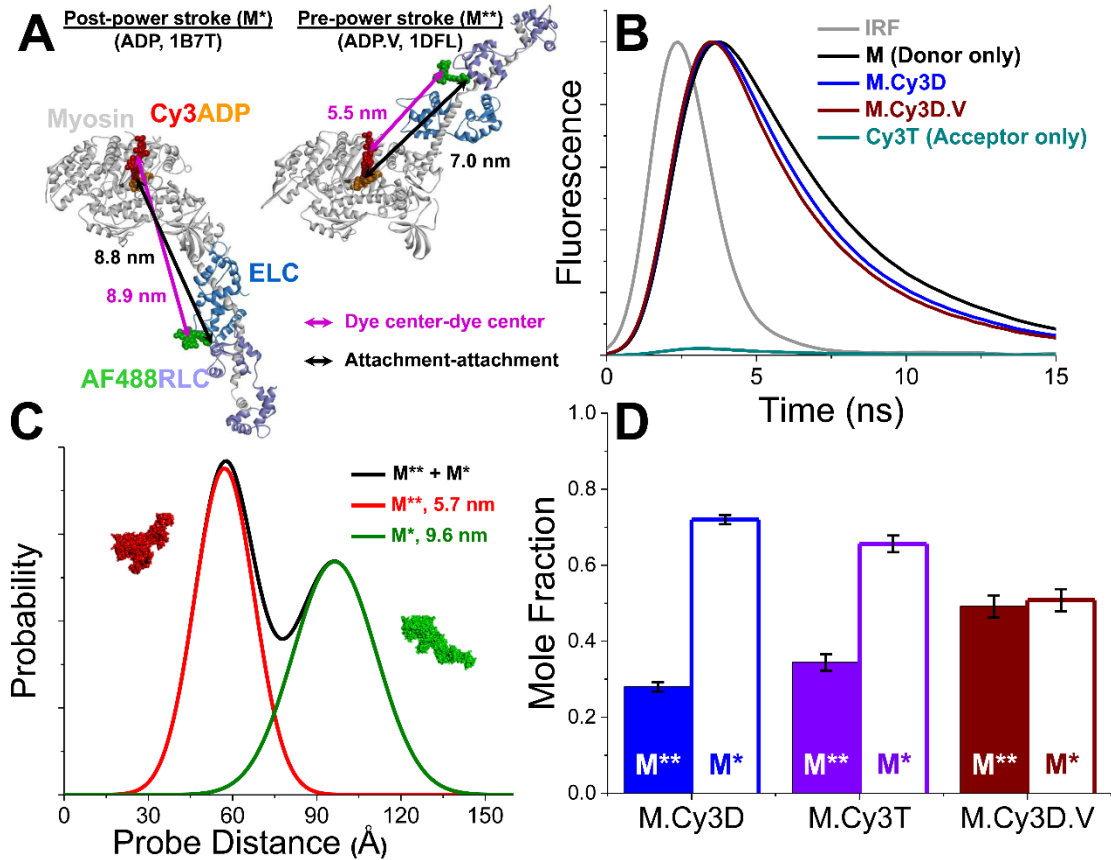 A
Post-power stroke (M*)
(ADP, 1B7T)
Pre-power stroke (M**)
(ADP.V, 1DFL)
Myosin
Cy3ADP
5.5 nm
7.0 nm
8.8 nm
8.9 nm
ELC
AF488RLC
Dye center-dye center
Attachment-attachment
B
IRF
M (Donor only)
M.Cy3D
M.Cy3D.V
Cy3T (Acceptor only)
Fluorescence
0
5
10
15
Time (ns)
C
M** + M*
M**, 5.7 nm
M*, 9.6 nm
Probability
0
30
60
90
120
150
Probe Distance (Å)
D
Mole Fraction
1.0
0.8
0.6
0.4
0.2
0.0
M**
M*
M**
M*
M**
M*
M.Cy3D
M.Cy3T
M.Cy3D.V